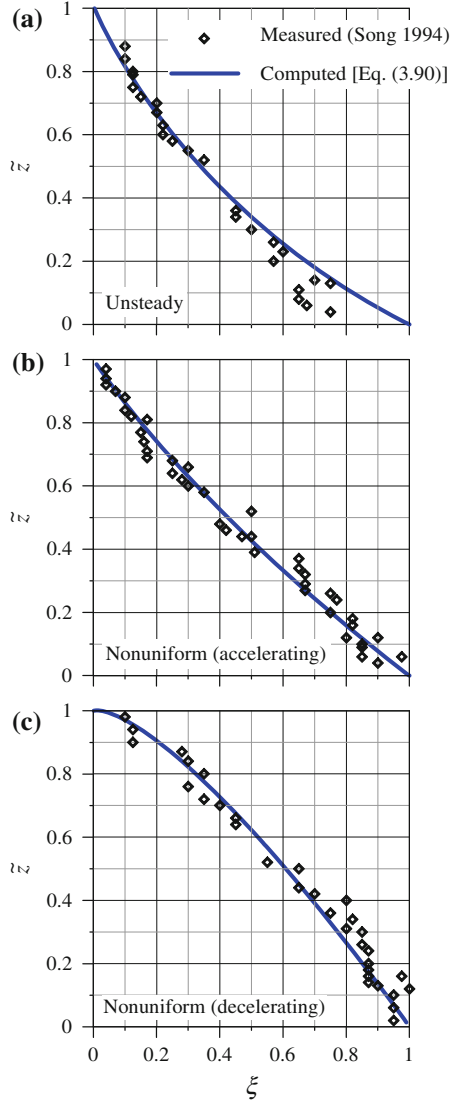 (a)
1
Measured (Song 1994)
0.8
Computed [Eq. (3.90)]
0.6
z̃
0.4
0.2
Unsteady
0
(b)
1
0.8
0.6
z̃
0.4
0.2
Nonuniform (accelerating)
0
(c)
1
0.8
0.6
z̃
0.4
0.2
Nonuniform (decelerating)
0
0 0.2 0.4 0.6 0.8 1
ξ